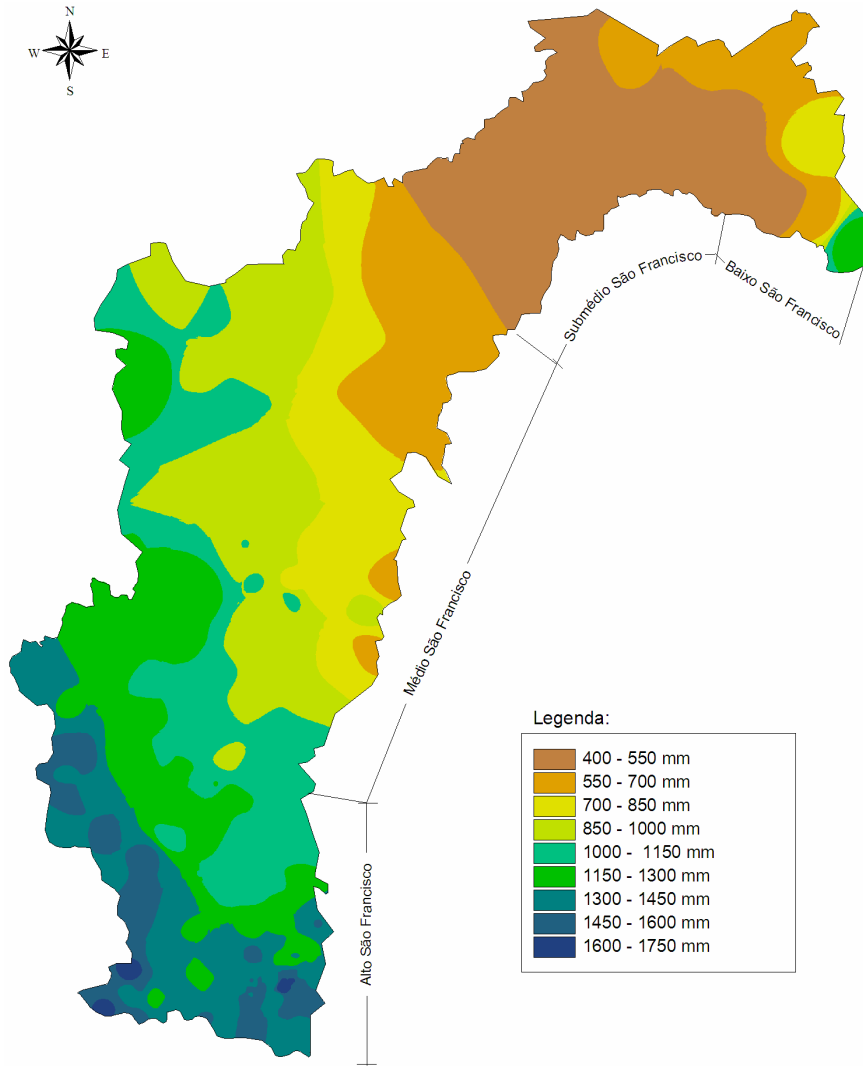 N
W E
S
Submédio São Francisco
Baixo São Francisco
Médio São Francisco
Alto São Francisco
Legenda:
400 - 550 mm
550 - 700 mm
700 - 850 mm
850 - 1000 mm
1000 - 1150 mm
1150 - 1300 mm
1300 - 1450 mm
1450 - 1600 mm
1600 - 1750 mm